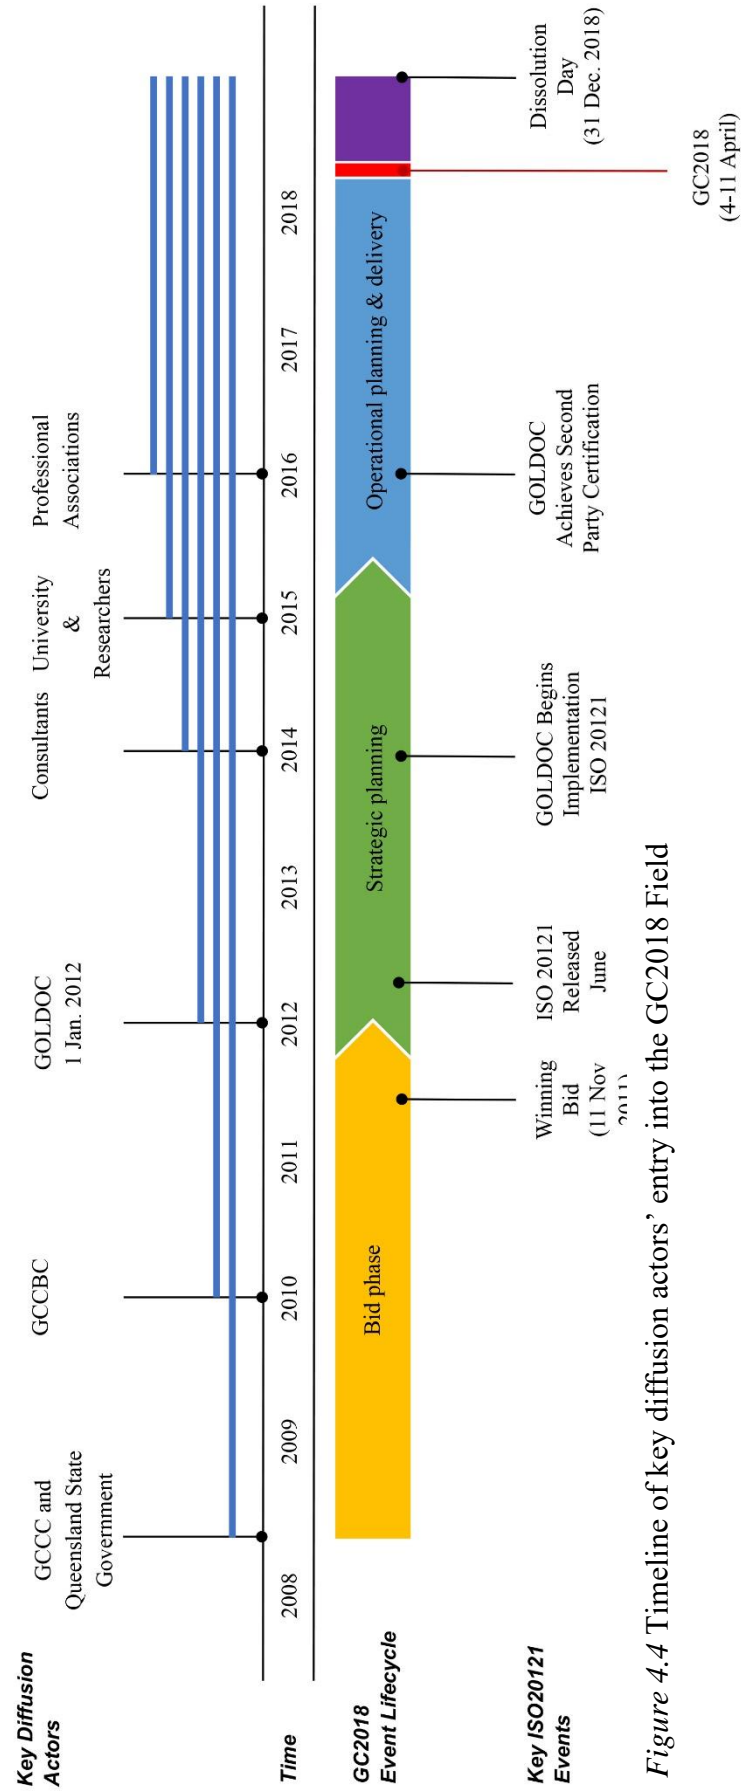 Key Diffusion
Actors
GCCC and
Queensland State
Government
GCCBC
GOLDOC
1 Jan. 2012
Consultants
University
&
Researchers
Professional
Associations
Time
2008
2009
2010
2011
2012
2013
2014
2015
2016
2017
2018
GC2018
Event Lifecycle
Bid phase
Strategic planning
Operational planning & delivery
Key ISO20121
Events
Winning
Bid
(11 Nov
2011)
ISO 20121
Released
June
GOLDOC Begins
Implementation
ISO 20121
GOLDOC
Achieves Second
Party Certification
GC2018
(4-11 April)
Dissolution
Day
(31 Dec. 2018)
Figure 4.4 Timeline of key diffusion actors’ entry into the GC2018 Field